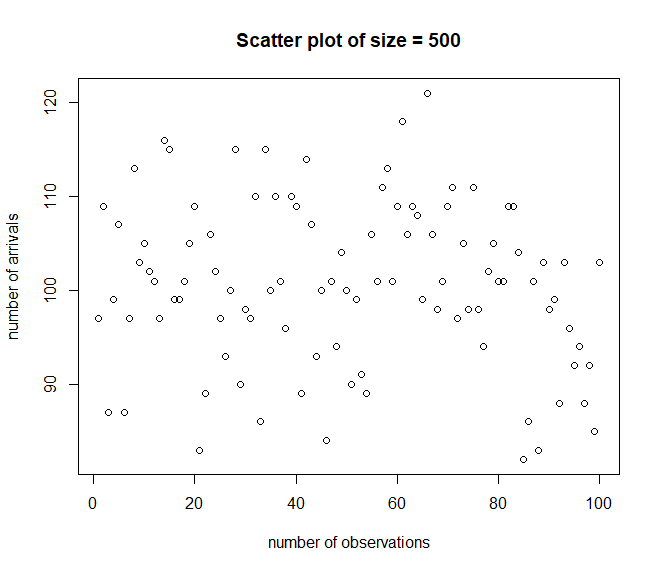 Scatter plot of size = 500
120
110
100
90
number of arrivals
0 20 40 60 80 100
number of observations